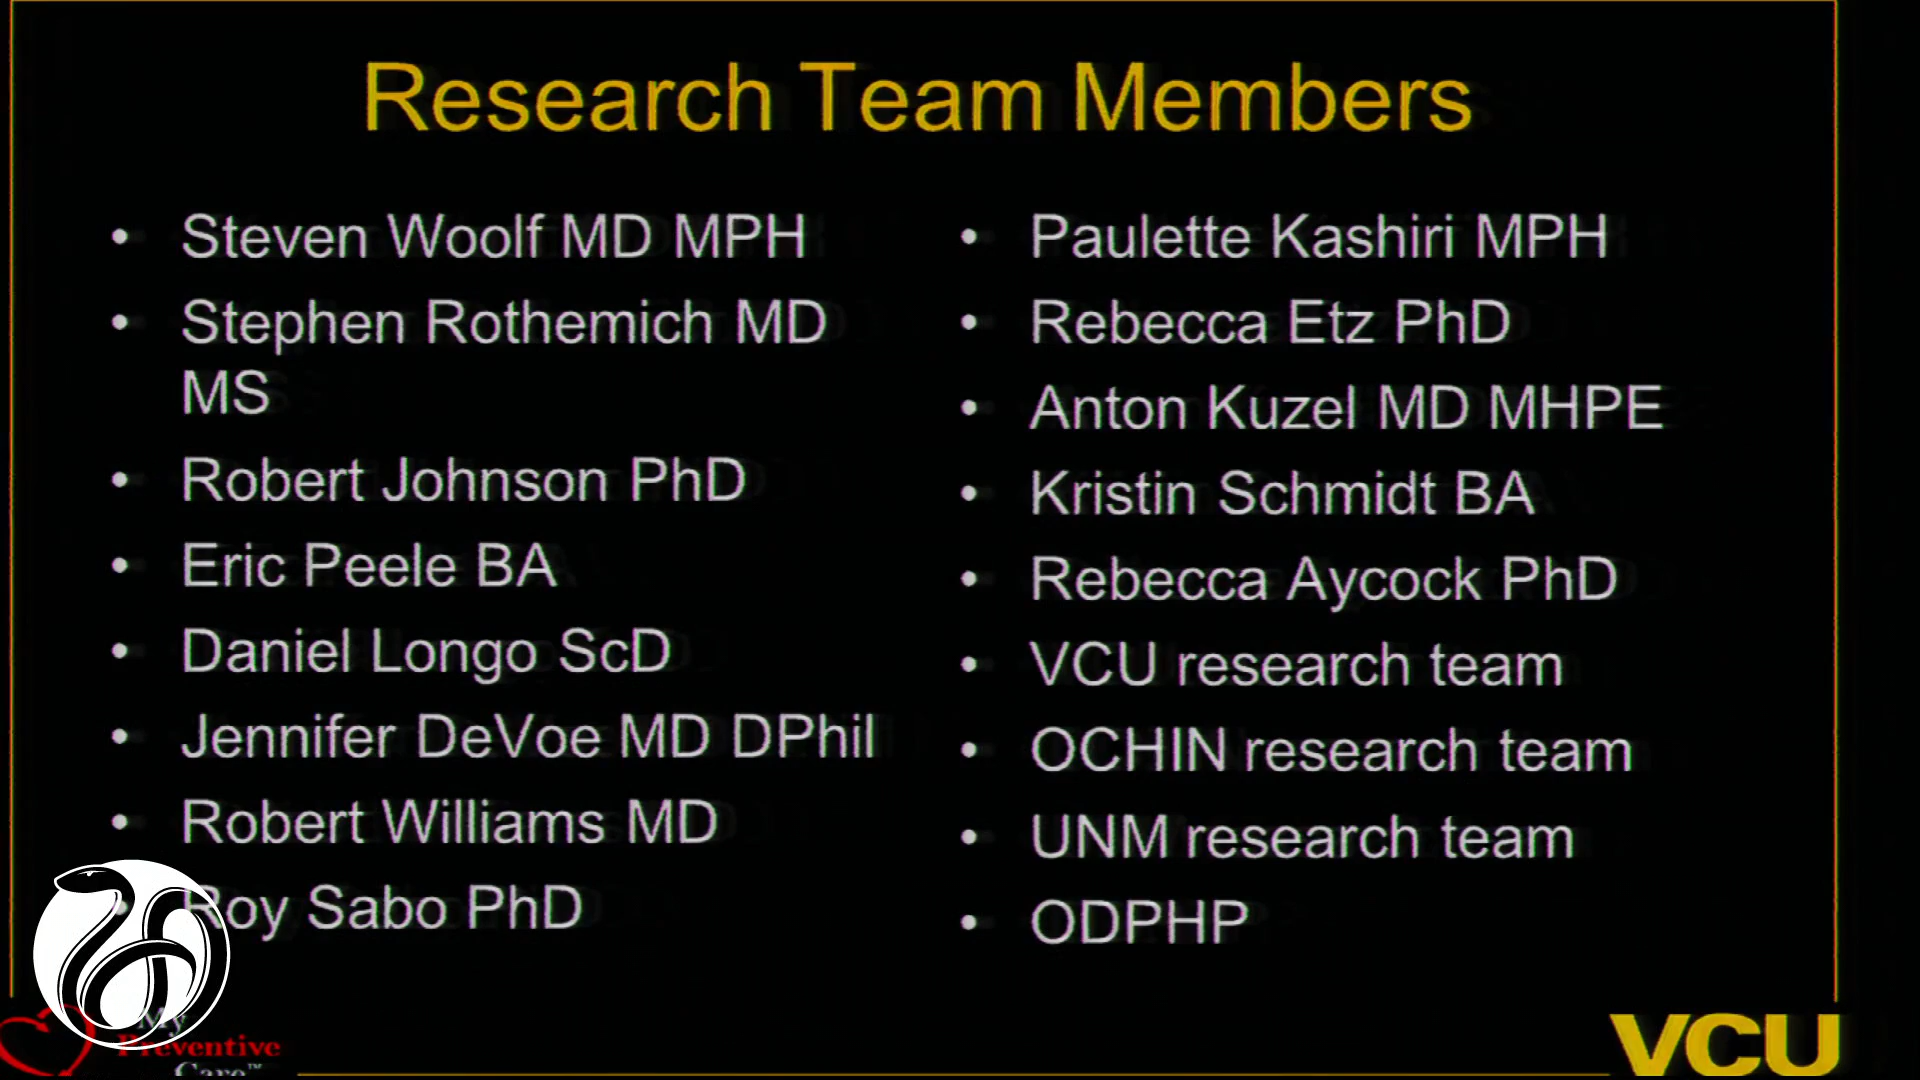 Research Team Members
• Steven Woolf MD MPH
• Stephen Rothemich MD
MS
• Robert Johnson PhD
• Eric Peele BA
• Daniel Longo ScD
• Jennifer DeVoe MD DPhil
• Robert Williams MD
• Roy Sabo PhD
• Paulette Kashiri MPH
• Rebecca Etz PhD
• Anton Kuzel MD MHPE
• Kristin Schmidt BA
• Rebecca Aycock PhD
• VCU research team
• OCHIN research team
• UNM research team
• ODPHP
My
Preventive
Care™
VCU